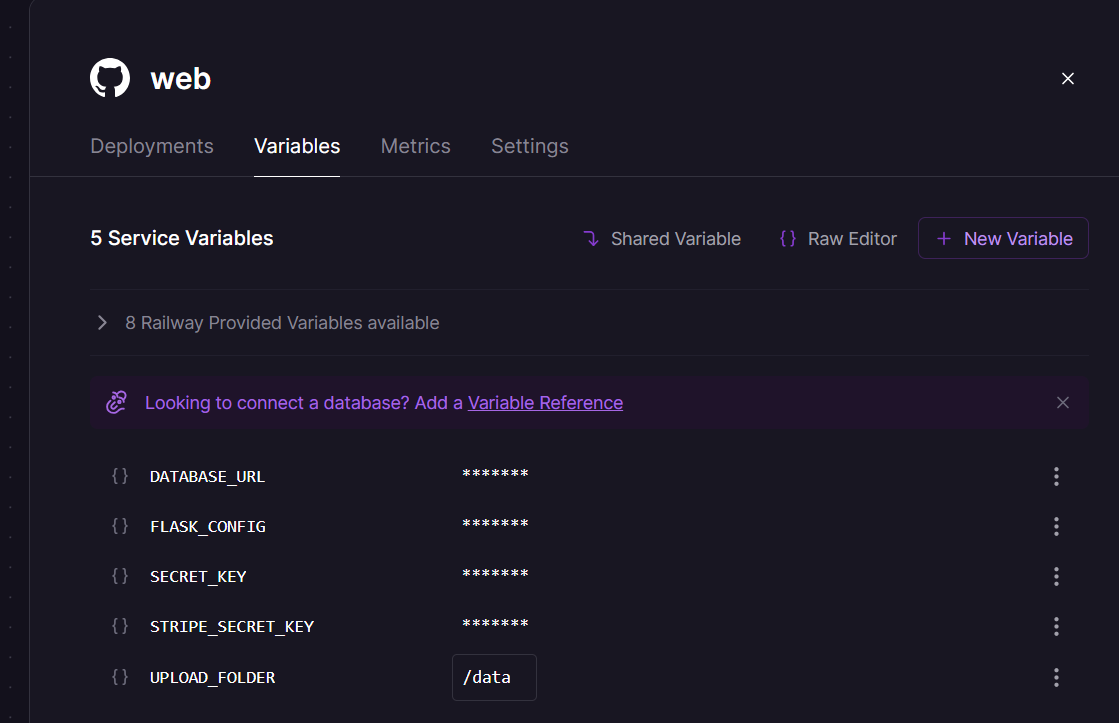 web
Deployments Variables Metrics Settings
5 Service Variables Shared Variable {} Raw Editor + New Variable
8 Railway Provided Variables available
Looking to connect a database? Add a Variable Reference
{} DATABASE_URL *******
{} FLASK_CONFIG *******
{} SECRET_KEY *******
{} STRIPE_SECRET_KEY *******
{} UPLOAD_FOLDER /data